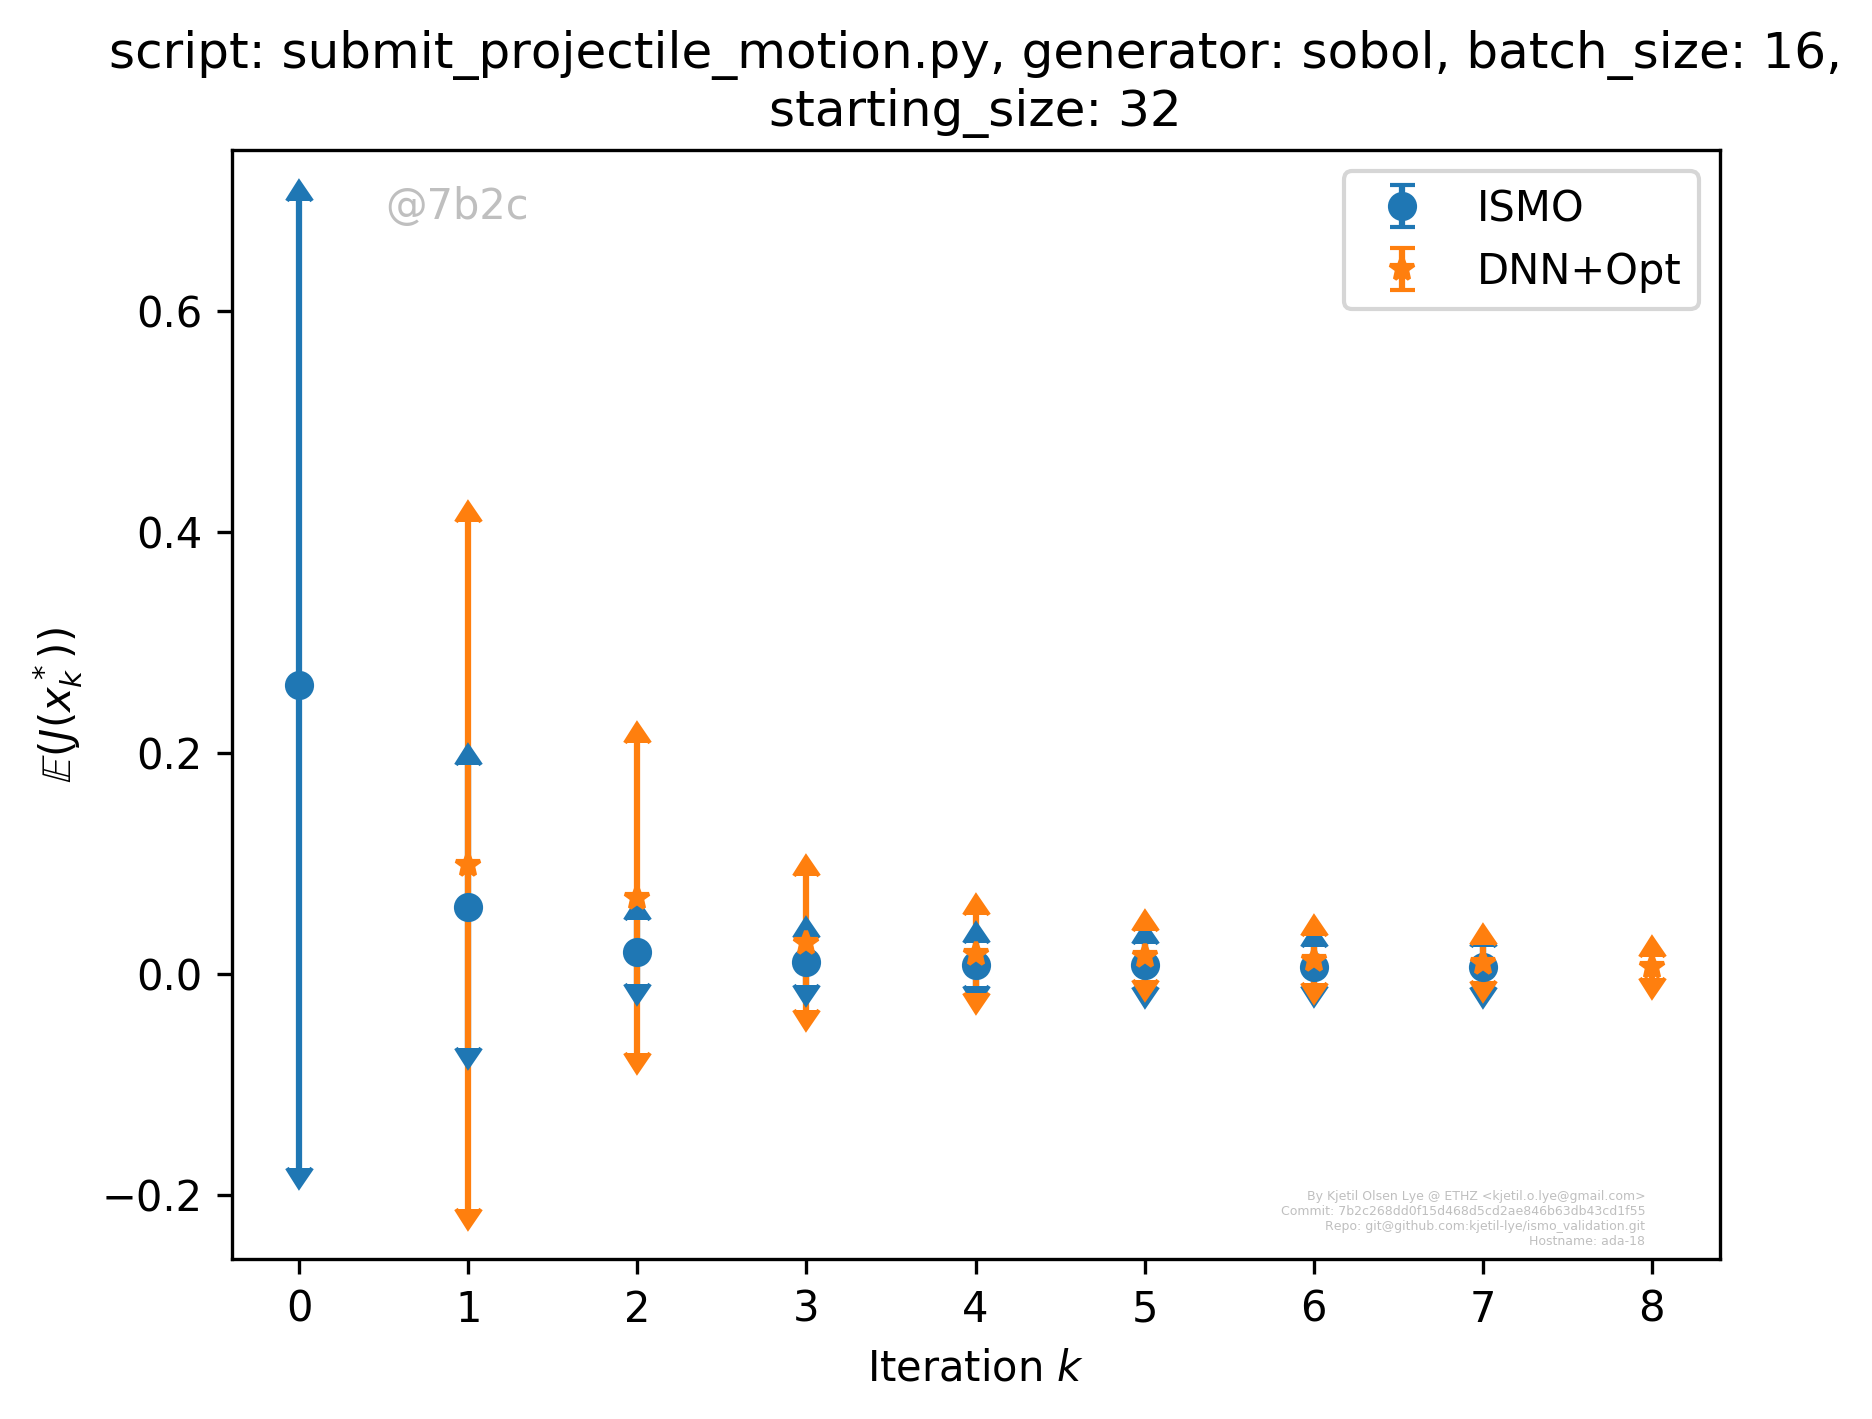 script: submit_projectile_motion.py, generator: sobol, batch_size: 16,
starting_size: 32
@7b2c
ISMO
DNN+Opt
0.6
0.4
0.2
0.0
−0.2
𝔼(J(x*k))
0 1 2 3 4 5 6 7 8
Iteration k
By Kjetil Olsen Lye @ ETHZ <kjetil.o.lye@gmail.com>
Commit: 7b2c268dd0f15d468d5cd2ae846b63db43cd1f55
Repo: git@github.com:kjetil-lye/ismo_validation.git
Hostname: ada-18